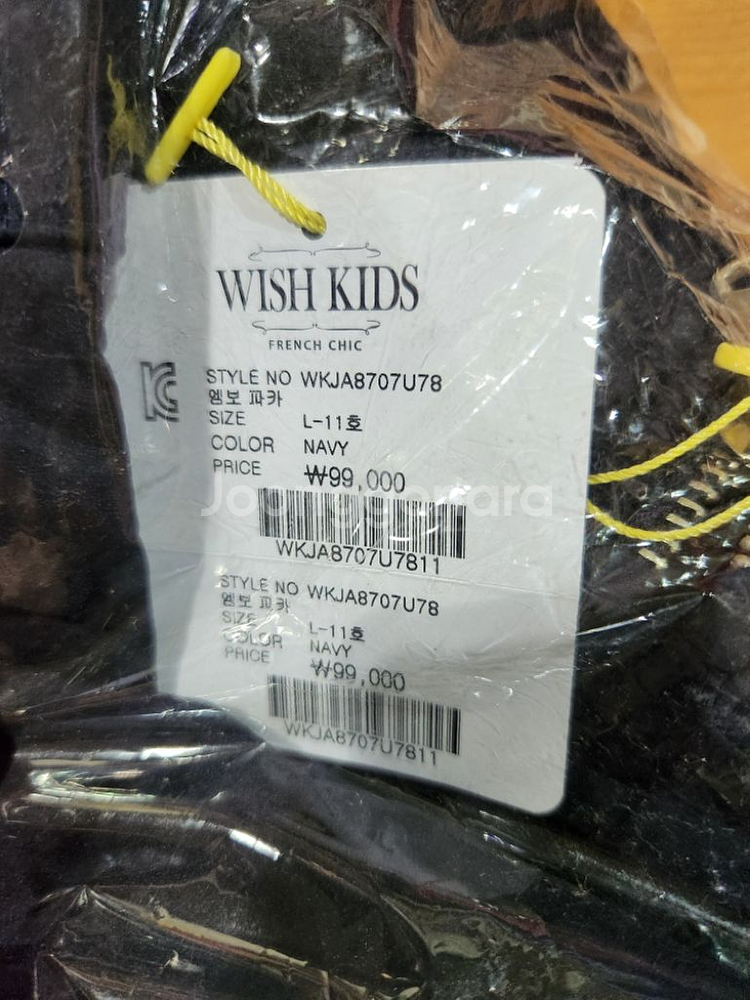 WISH KIDS
FRENCH CHIC
KC
STYLE NO WKJA8707U78
엠보 파카
SIZE L-11호
COLOR NAVY
PRICE ₩99,000
Joonggonara
WKJA8707U7811
STYLE NO WKJA8707U78
엠보 파카
SIZE L-11호
COLOR NAVY
PRICE ₩99,000
WKJA8707U7811